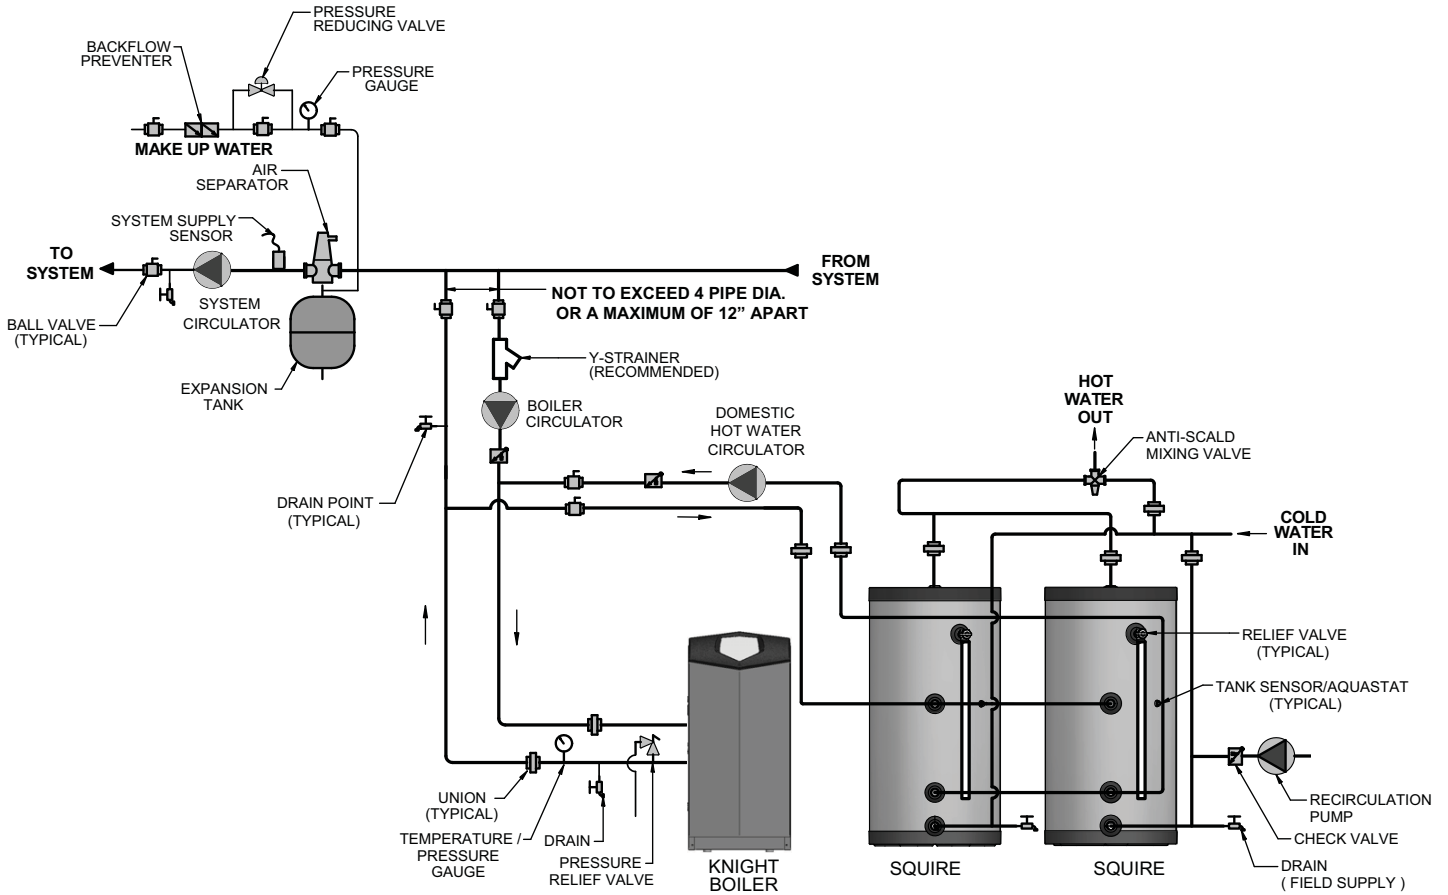 PRESSURE
REDUCING VALVE
BACKFLOW
PREVENTER
PRESSURE
GAUGE
MAKE UP WATER
AIR
SEPARATOR
SYSTEM SUPPLY
SENSOR
TO
SYSTEM
FROM
SYSTEM
NOT TO EXCEED 4 PIPE DIA.
OR A MAXIMUM OF 12” APART
SYSTEM
CIRCULATOR
BALL VALVE
(TYPICAL)
EXPANSION
TANK
Y-STRAINER
(RECOMMENDED)
BOILER
CIRCULATOR
DOMESTIC
HOT WATER
CIRCULATOR
HOT
WATER
OUT
ANTI-SCALD
MIXING VALVE
DRAIN POINT
(TYPICAL)
COLD
WATER
IN
RELIEF VALVE
(TYPICAL)
TANK SENSOR/AQUASTAT
(TYPICAL)
UNION
(TYPICAL)
TEMPERATURE /
PRESSURE
GAUGE
DRAIN
PRESSURE
RELIEF VALVE
KNIGHT
BOILER
SQUIRE
SQUIRE
RECIRCULATION
PUMP
CHECK VALVE
DRAIN
( FIELD SUPPLY )